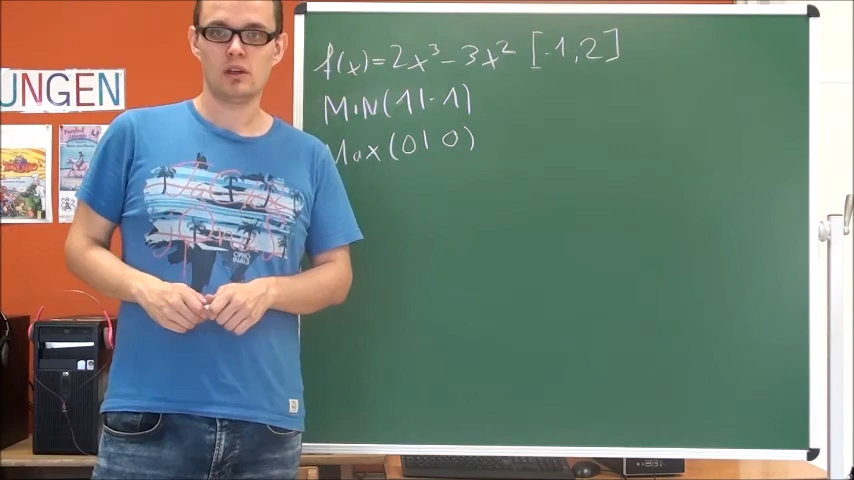 f(x)=2x³-3x² [-1,2]
MIN(1|-1)
Max(0|0)
UNGEN